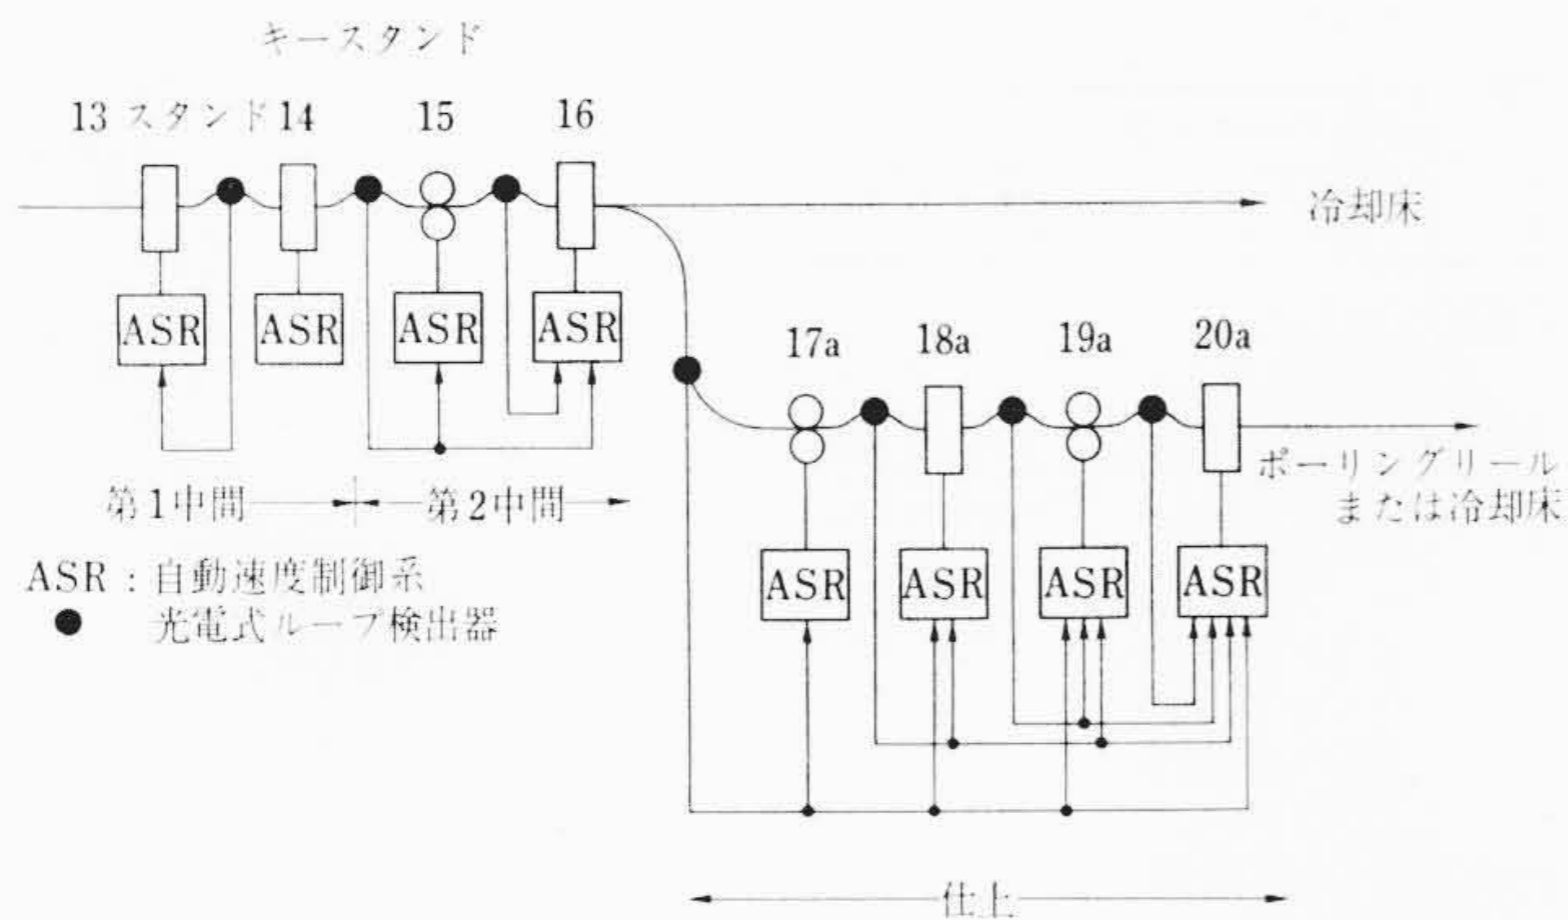 キースタンド
13 スタンド 14 15 16
冷却床
ASR ASR ASR ASR
17a 18a 19a 20a
ポーリングリール
または冷却床
第1中間 第2中間
ASR ASR ASR ASR
ASR : 自動速度制御系
● 光電式ループ検出器
仕上